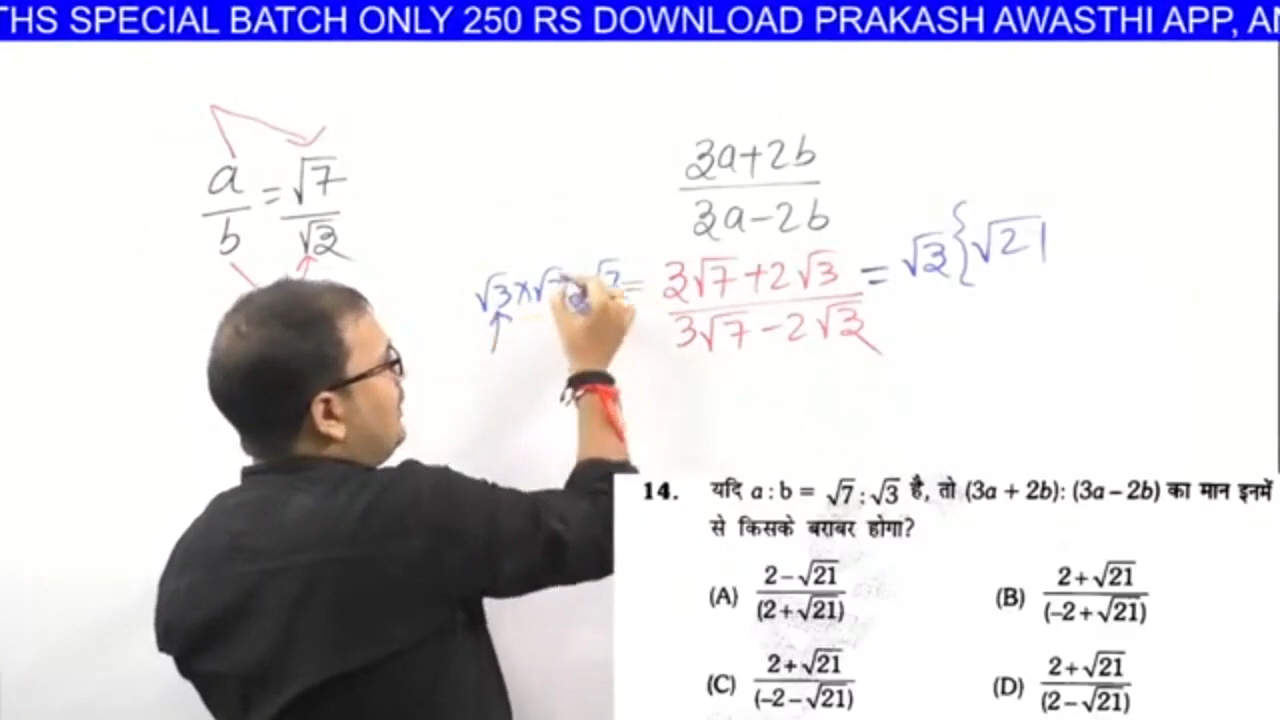 THS SPECIAL BATCH ONLY 250 RS DOWNLOAD PRAKASH AWASTHI APP, AN
a/b = √7/√3
3a+2b
3a-2b
√3×√7
= 3√7+2√3 / 3√7-2√3 = √3{√21
14. यदि a : b = √7 : √3 है, तो (3a + 2b) : (3a – 2b) का मान इनमें
से किसके बराबर होगा?
(A) 2–√21 / (2+√21)
(B) 2+√21 / (–2+√21)
(C) 2+√21 / (–2–√21)
(D) 2+√21 / (2–√21)